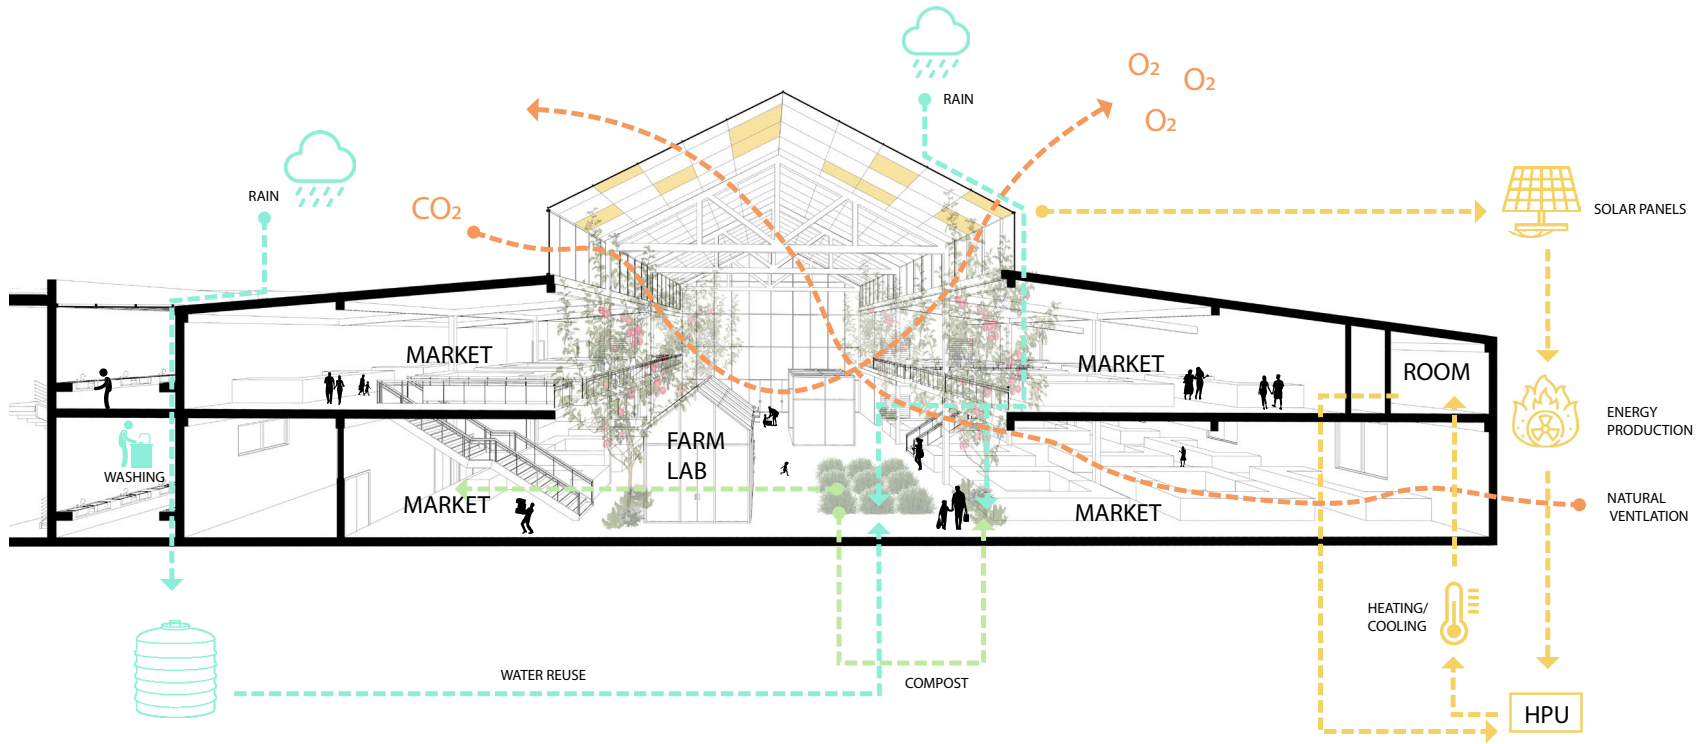 O₂
O₂
O₂
RAIN
RAIN
CO₂
SOLAR PANELS
MARKET
MARKET
ROOM
ENERGY
PRODUCTION
FARM
LAB
WASHING
MARKET
MARKET
NATURAL
VENTLATION
HEATING/
COOLING
WATER REUSE
COMPOST
HPU